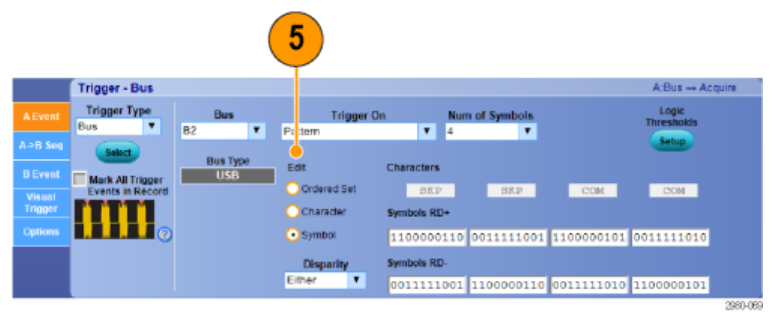 5
Trigger - Bus
A:Bus → Acquire
A Event
A->B Seq
B Event
Visual
Trigger
Options
Trigger Type
Bus
Select
Mark All Trigger
Events in Record
Bus
B2
Bus Type
USB
Trigger On
Pattern
Num of Symbols
4
Logic
Thresholds
Setup
Edit
Ordered Set
Character
Symbol
Disparity
Either
Characters
SKP SKP COM COM
Symbols RD+
1100000110 0011111001 1100000101 0011111010
Symbols RD-
0011111001 1100000110 0011111010 1100000101
2980-069